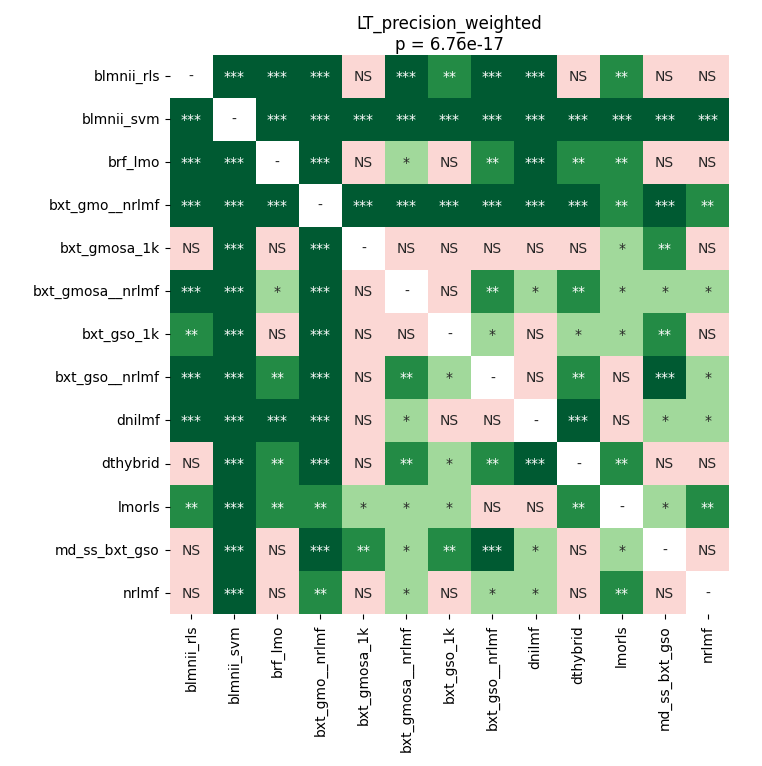 LT_precision_weighted
p = 6.76e-17
blmnii_rls - *** *** *** NS *** ** *** *** NS ** NS NS
blmnii_svm *** - *** *** *** *** *** *** *** *** *** *** ***
brf_lmo *** *** - *** NS * NS ** *** ** ** NS NS
bxt_gmo__nrlmf *** *** *** - *** *** *** *** *** *** ** *** **
bxt_gmosa_1k NS *** NS *** - NS NS NS NS NS * ** NS
bxt_gmosa__nrlmf *** *** * *** NS - NS ** * ** * * *
bxt_gso_1k ** *** NS *** NS NS - * NS * * ** NS
bxt_gso__nrlmf *** *** ** *** NS ** * - NS ** NS *** *
dnilmf *** *** *** *** NS * NS NS - *** NS * *
dthybrid NS *** ** *** NS ** * ** *** - ** NS NS
lmorls ** *** ** ** * * * NS NS ** - * **
md_ss_bxt_gso NS *** NS *** ** * ** *** * NS * - NS
nrlmf NS *** NS ** NS * NS * * NS ** NS -
blmnii_rls
blmnii_svm
brf_lmo
bxt_gmo__nrlmf
bxt_gmosa_1k
bxt_gmosa__nrlmf
bxt_gso_1k
bxt_gso__nrlmf
dnilmf
dthybrid
lmorls
md_ss_bxt_gso
nrlmf